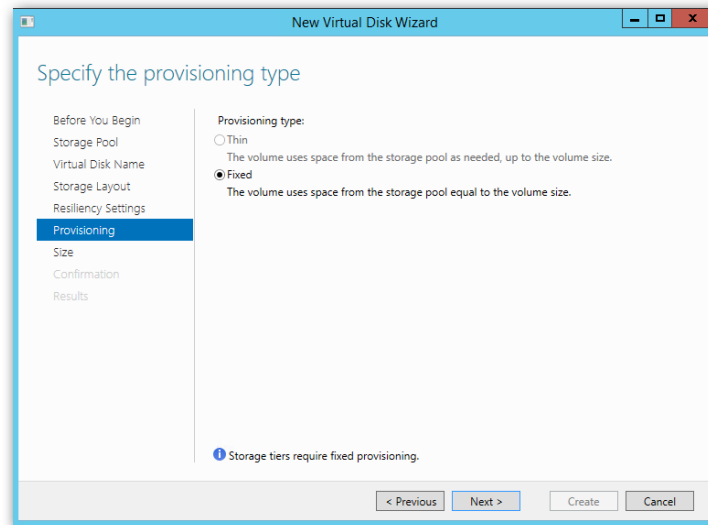 New Virtual Disk Wizard
Specify the provisioning type
Before You Begin
Storage Pool
Virtual Disk Name
Storage Layout
Resiliency Settings
Provisioning
Size
Confirmation
Results
Provisioning type:
Thin
The volume uses space from the storage pool as needed, up to the volume size.
Fixed
The volume uses space from the storage pool equal to the volume size.
Storage tiers require fixed provisioning.
< Previous
Next >
Create
Cancel